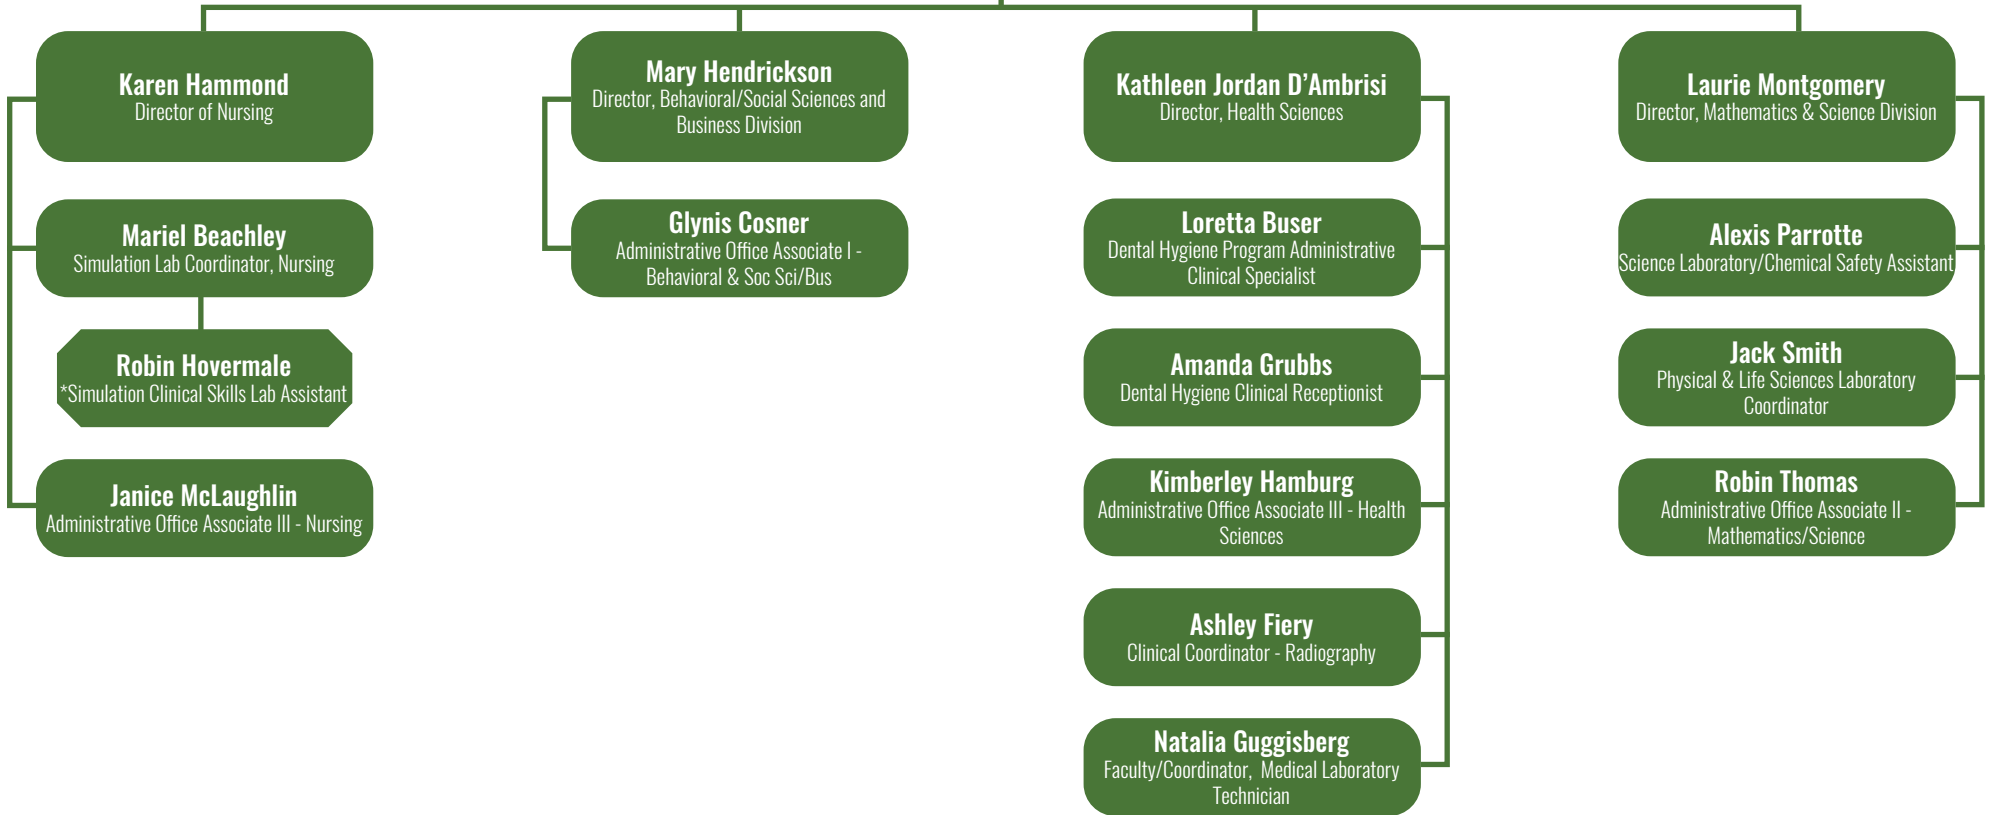 Karen Hammond
Director of Nursing
Mariel Beachley
Simulation Lab Coordinator, Nursing
Robin Hovermale
*Simulation Clinical Skills Lab Assistant
Janice McLaughlin
Administrative Office Associate III - Nursing
Mary Hendrickson
Director, Behavioral/Social Sciences and
Business Division
Glynis Cosner
Administrative Office Associate I -
Behavioral & Soc Sci/Bus
Kathleen Jordan D’Ambrisi
Director, Health Sciences
Loretta Buser
Dental Hygiene Program Administrative
Clinical Specialist
Amanda Grubbs
Dental Hygiene Clinical Receptionist
Kimberley Hamburg
Administrative Office Associate III - Health
Sciences
Ashley Fiery
Clinical Coordinator - Radiography
Natalia Guggisberg
Faculty/Coordinator, Medical Laboratory
Technician
Laurie Montgomery
Director, Mathematics & Science Division
Alexis Parrotte
Science Laboratory/Chemical Safety Assistant
Jack Smith
Physical & Life Sciences Laboratory
Coordinator
Robin Thomas
Administrative Office Associate II -
Mathematics/Science